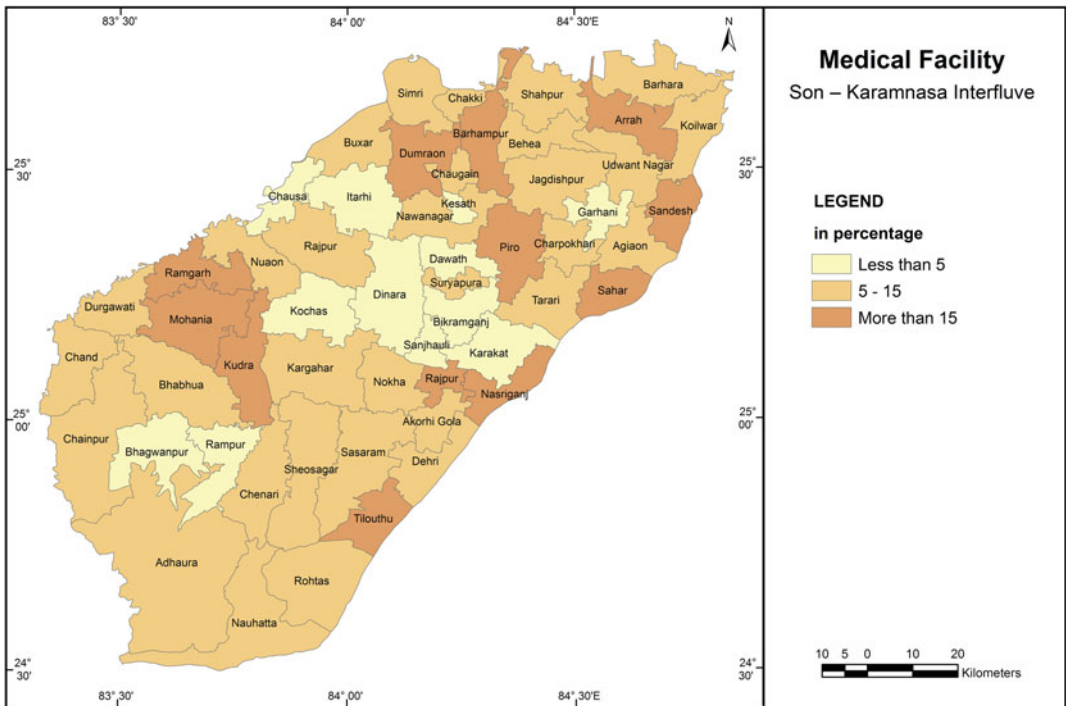 83° 30'
84° 00'
84° 30'E
N
Medical Facility
Son – Karamnasa Interfluve
Simri
Chakki
Shahpur
Barhara
Arrah
Koilwar
Buxar
Dumraon
Barhampur
Behea
25°
30'
25°
30'
Chaugain
Udwant Nagar
Jagdishpur
Chausa
Itarhi
Kesath
Nawanagar
Garhani
Sandesh
LEGEND
in percentage
Less than 5
5 - 15
More than 15
Rajpur
Nuaon
Dawath
Piro
Charpokhari
Agiaon
Ramgarh
Suryapura
Sahar
Durgawati
Mohania
Kochas
Dinara
Tarari
Bikramganj
Sanjhauli
Karakat
Chand
Kudra
Kargahar
Nokha
Rajpur
Nasriganj
Bhabhua
25°
00'
25°
00'
Akorhi Gola
Chainpur
Bhagwanpur
Rampur
Sasaram
Dehri
Sheosagar
Chenari
Tilouthu
Adhaura
Rohtas
Nauhatta
24°
30'
24°
30'
10 5 0 10 20
Kilometers
83° 30'
84° 00'
84° 30'E